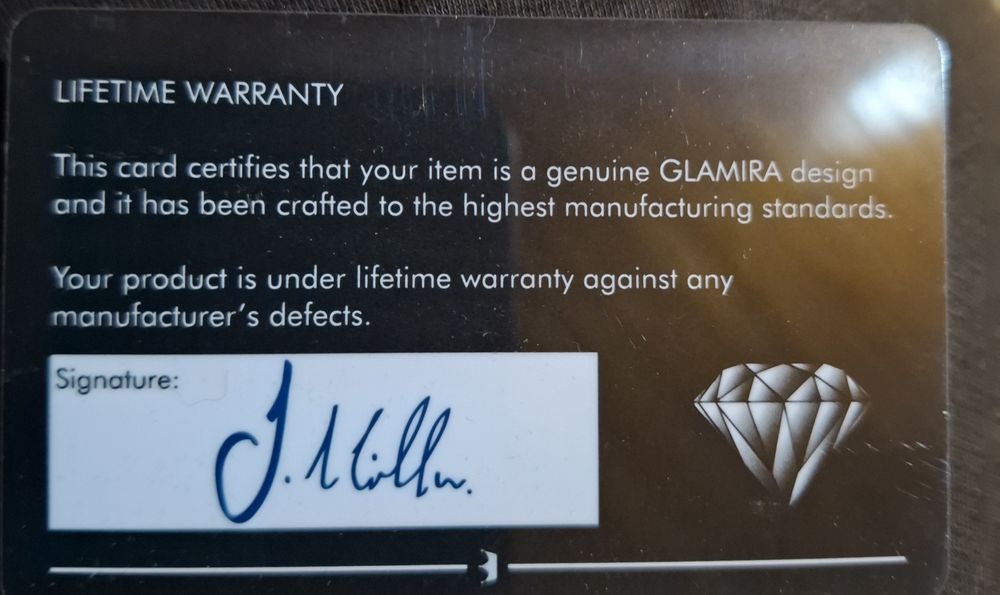 LIFETIME WARRANTY
This card certifies that your item is a genuine GLAMIRA design
and it has been crafted to the highest manufacturing standards.
Your product is under lifetime warranty against any
manufacturer's defects.
Signature: